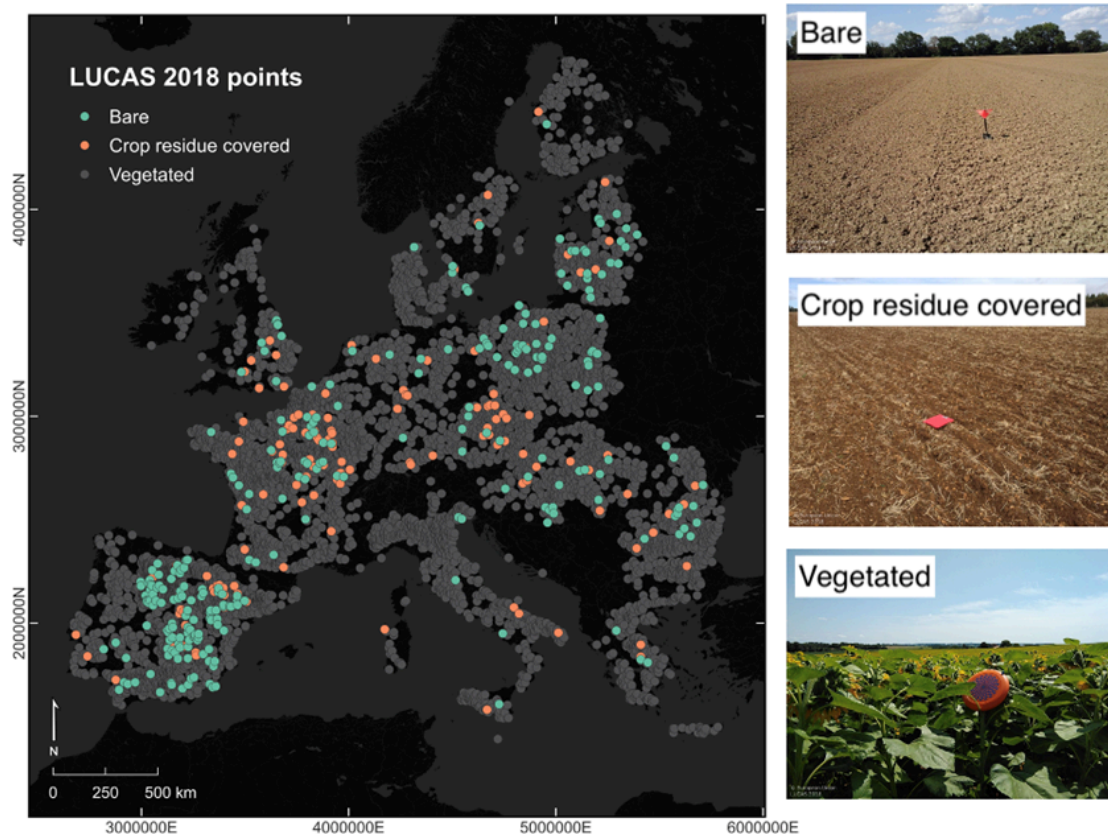 LUCAS 2018 points
Bare
Crop residue covered
Vegetated
4000000N
3000000N
2000000N
N
0 250 500 km
3000000E 4000000E 5000000E 6000000E
Bare
Crop residue covered
Vegetated